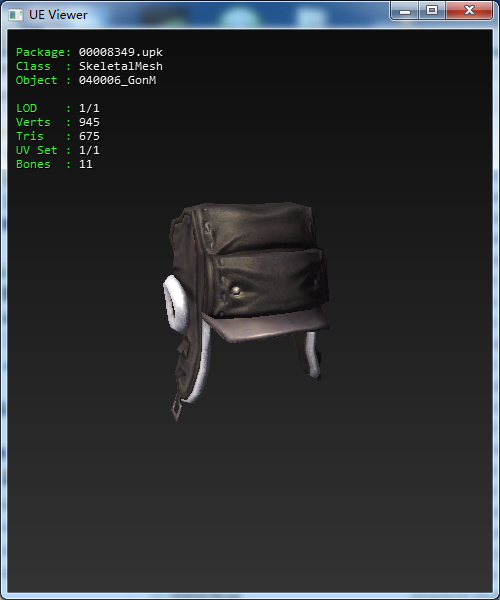 UE Viewer
Package: 00008349.upk
Class : SkeletalMesh
Object : 040006_GonM
LOD : 1/1
Verts : 945
Tris : 675
UV Set : 1/1
Bones : 11